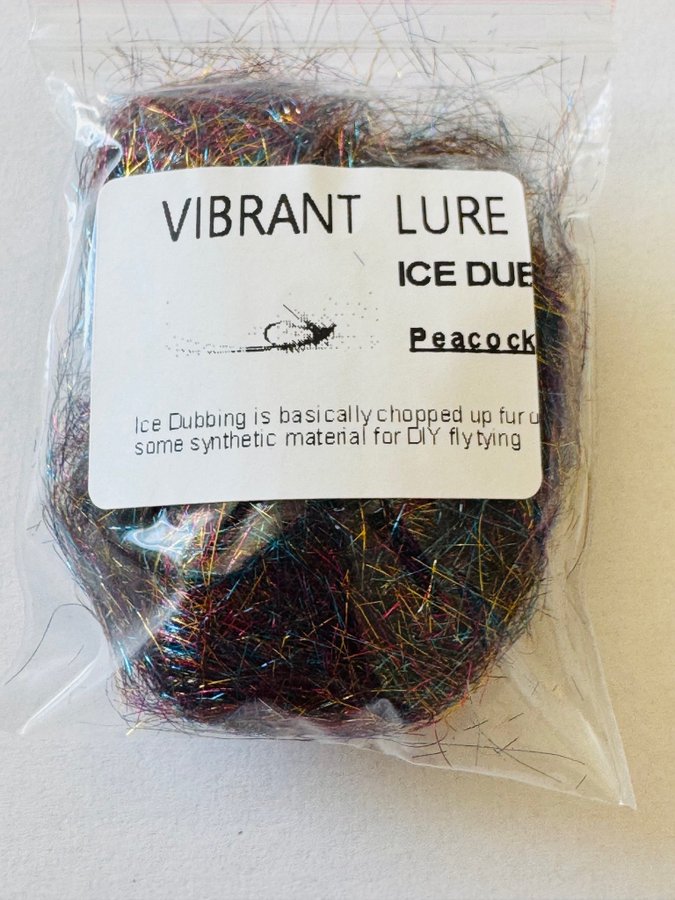 VIBRANT LURE
ICE DUB
Peacock
Ice Dubbing is basically chopped up fur
some synthetic material for DIY flytying